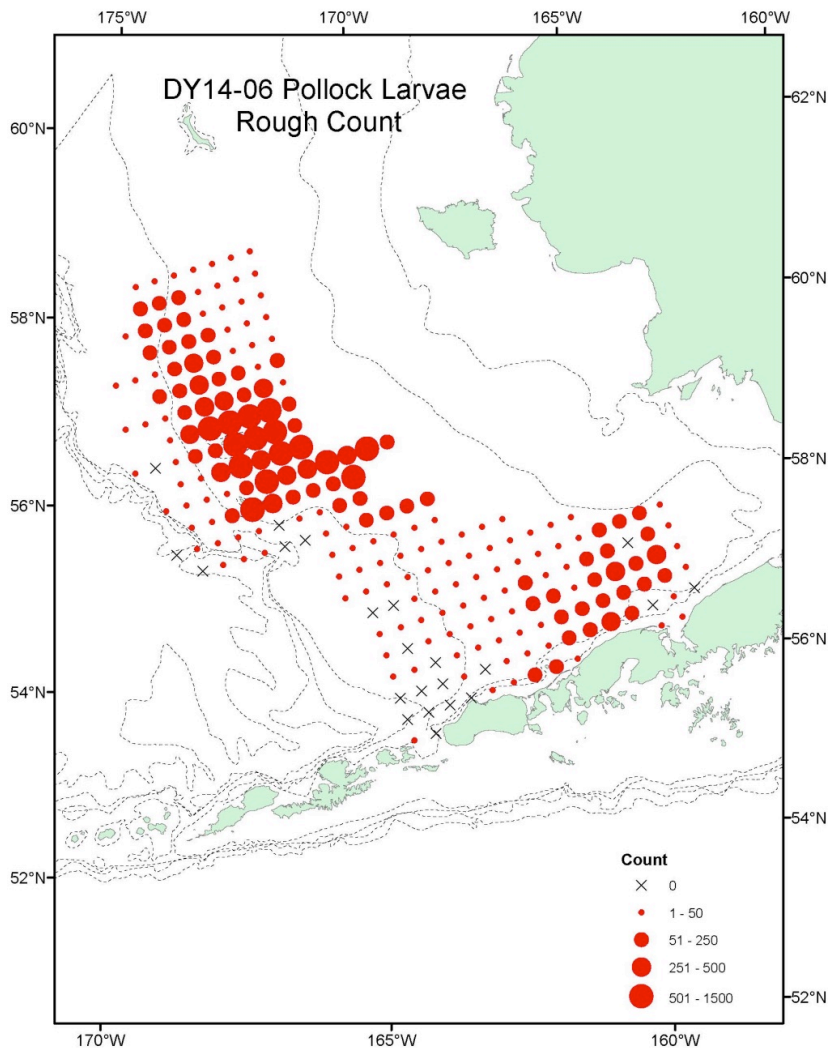 175°W 170°W 165°W 160°W
DY14-06 Pollock Larvae
Rough Count
62°N
60°N
60°N
58°N
58°N
56°N
56°N
54°N
54°N
52°N
52°N
Count
0
1 - 50
51 - 250
251 - 500
501 - 1500
170°W 165°W 160°W